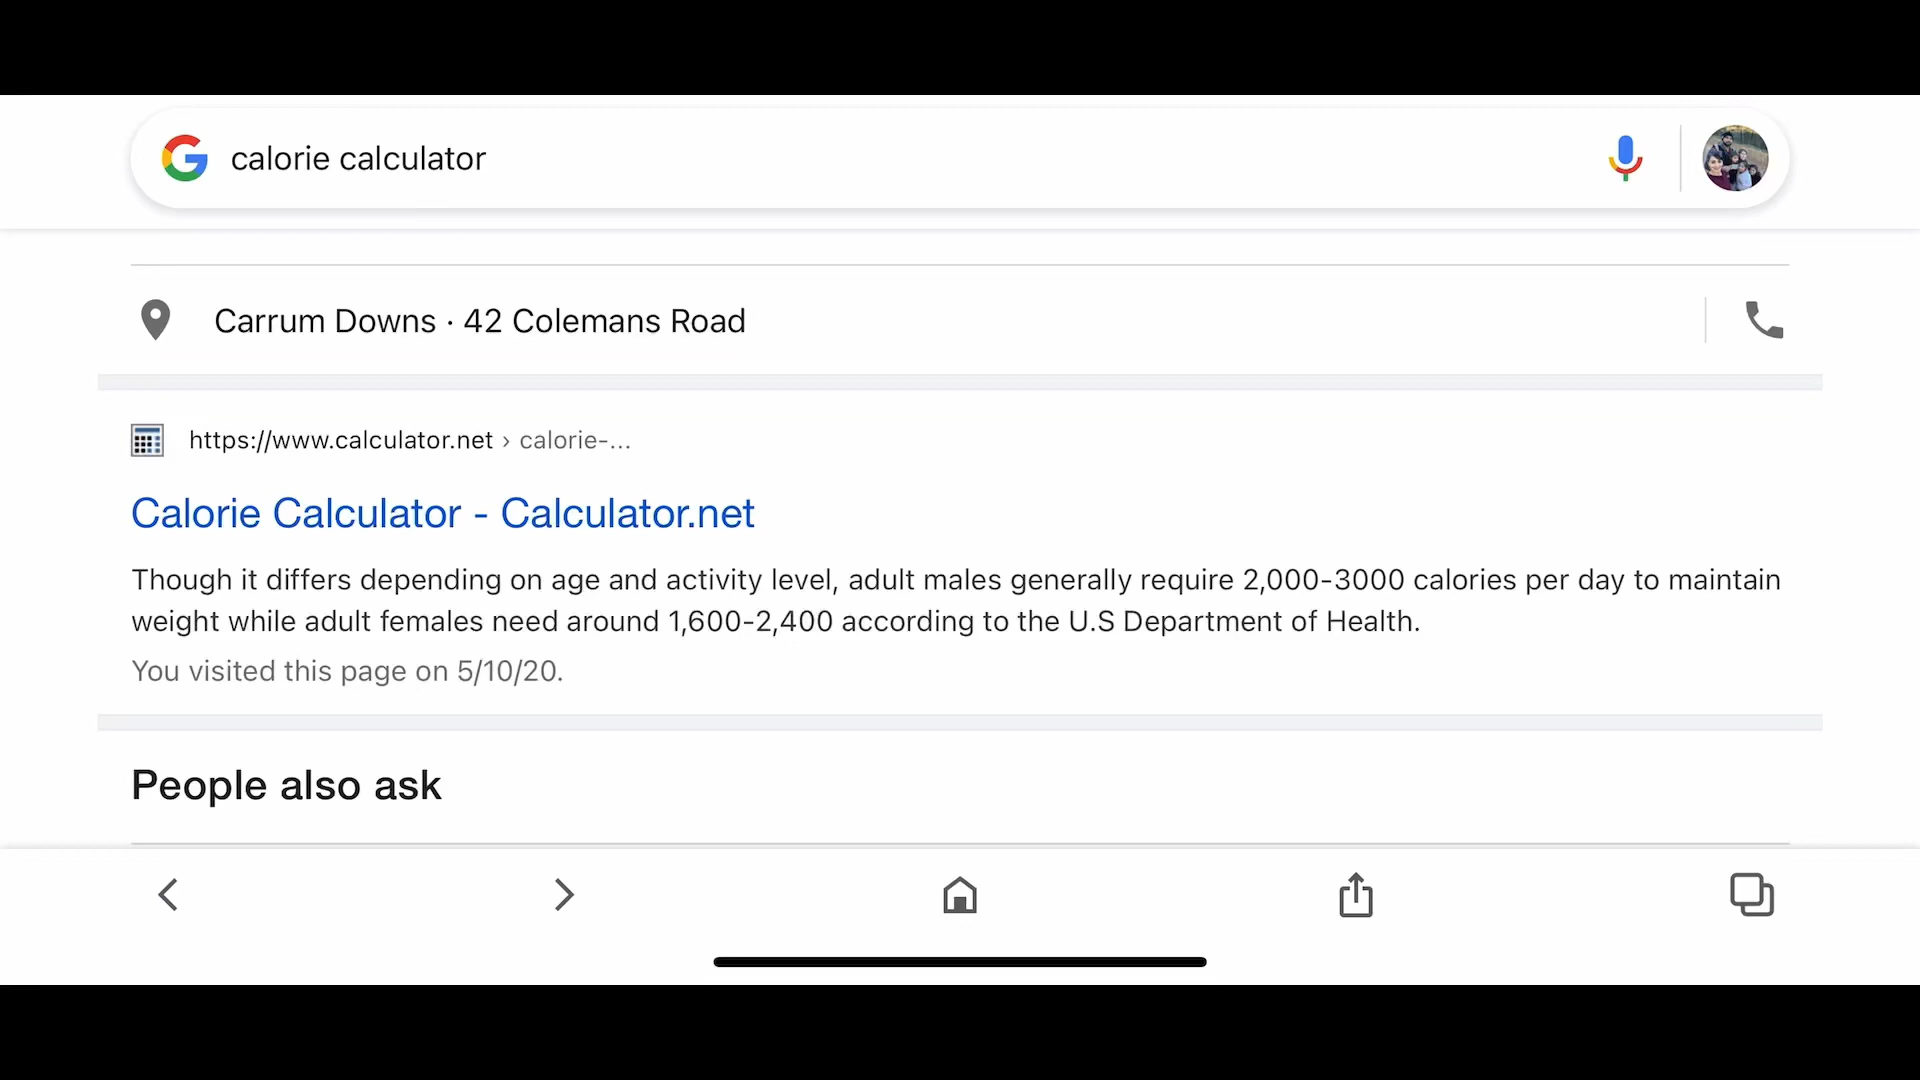 calorie calculator
Carrum Downs · 42 Colemans Road
https://www.calculator.net › calorie-...
Calorie Calculator - Calculator.net
Though it differs depending on age and activity level, adult males generally require 2,000-3000 calories per day to maintain
weight while adult females need around 1,600-2,400 according to the U.S Department of Health.
You visited this page on 5/10/20.
People also ask